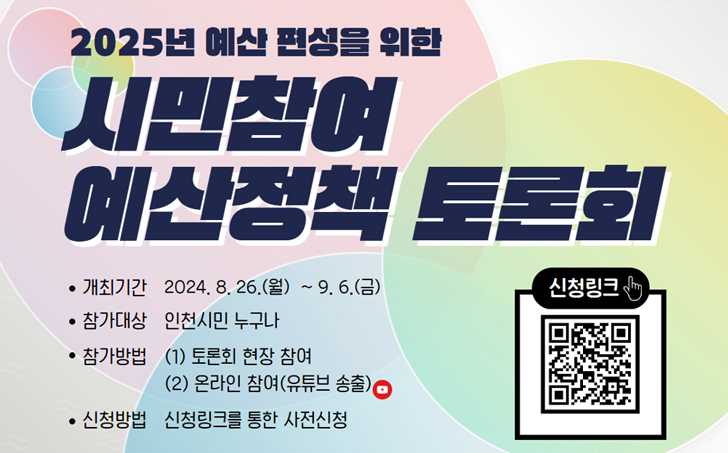 2025년 예산 편성을 위한
시민참여
예산정책 토론회
• 개최기간 2024. 8. 26.(월) ~ 9. 6.(금)
• 참가대상 인천시민 누구나
• 참가방법 (1) 토론회 현장 참여
(2) 온라인 참여(유튜브 송출)
• 신청방법 신청링크를 통한 사전신청
신청링크